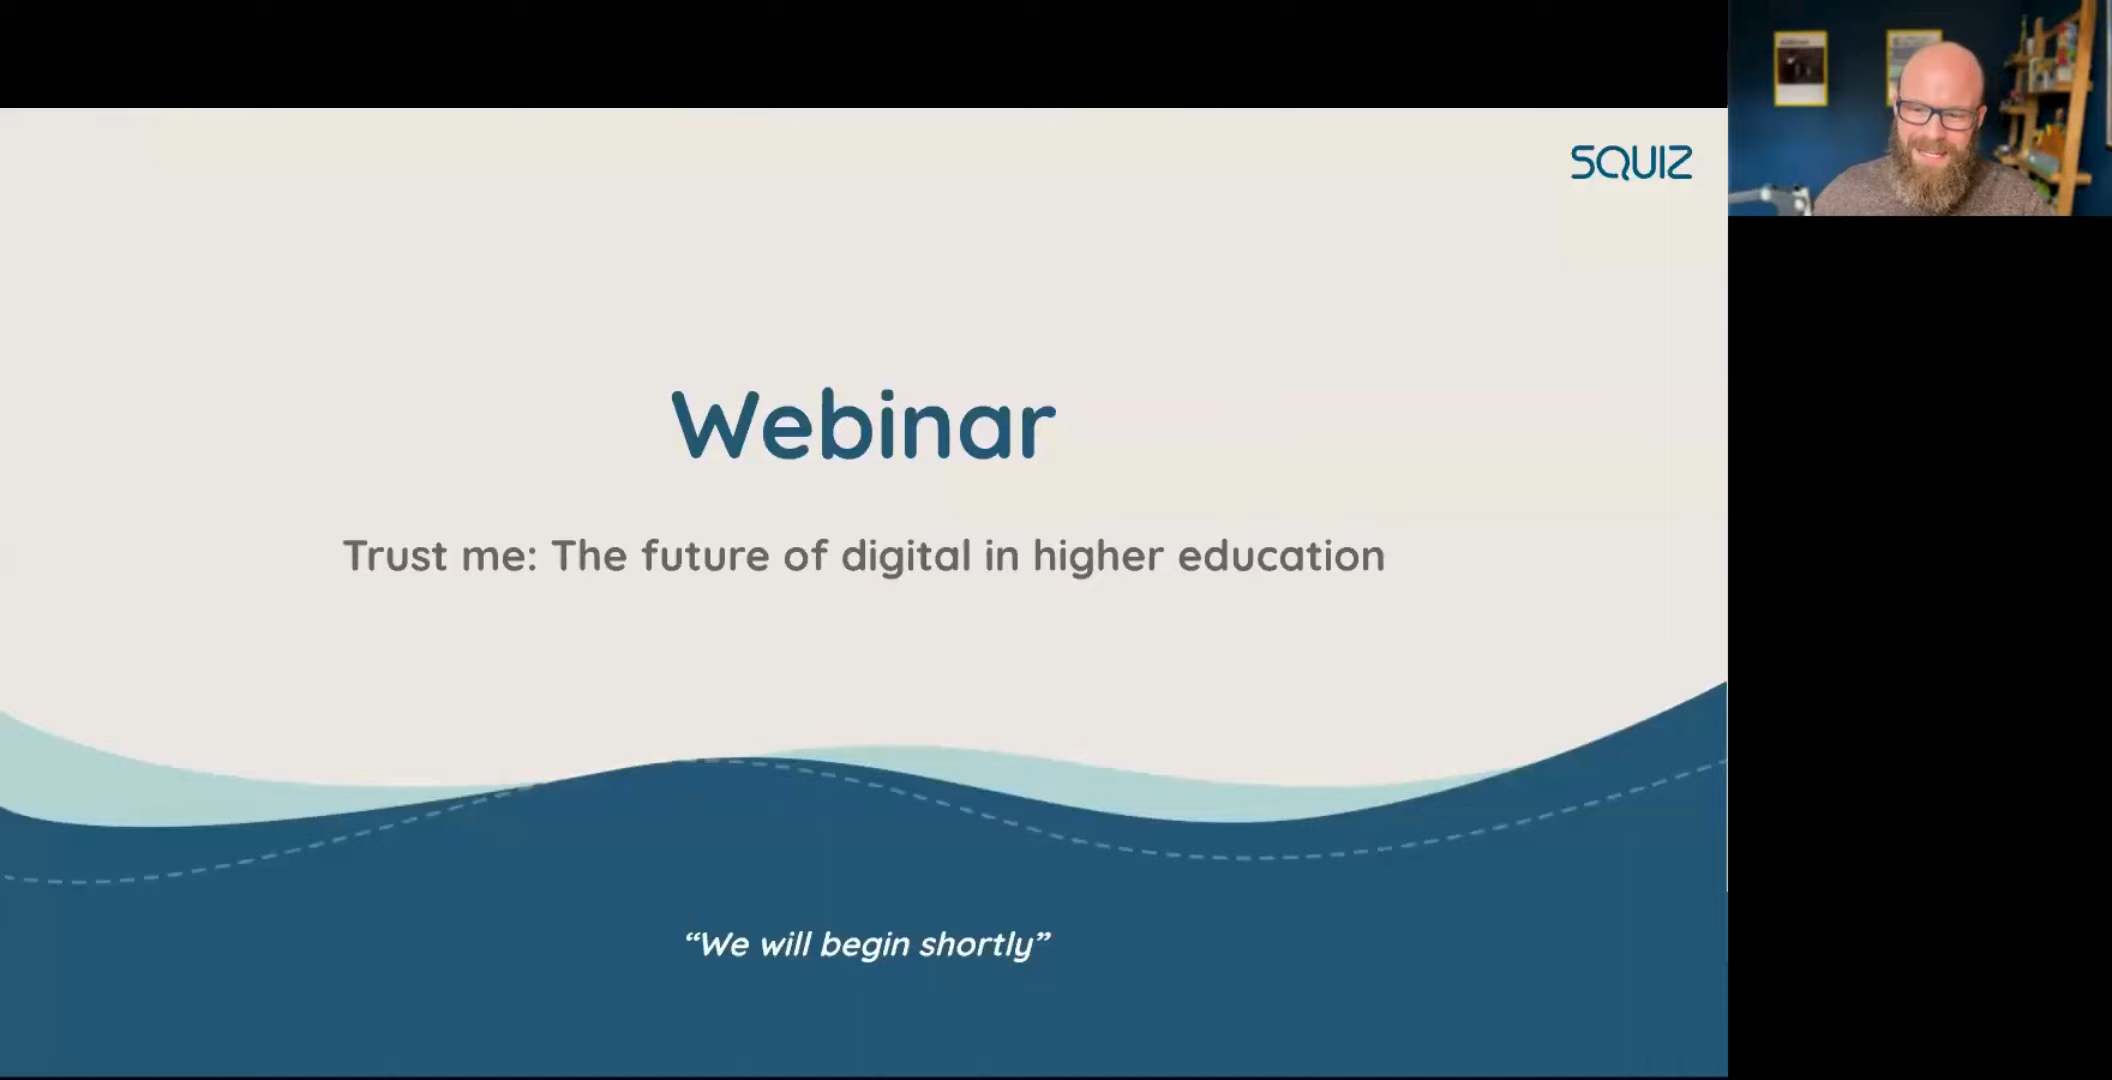 SQUIZ
Webinar
Trust me: The future of digital in higher education
“We will begin shortly”